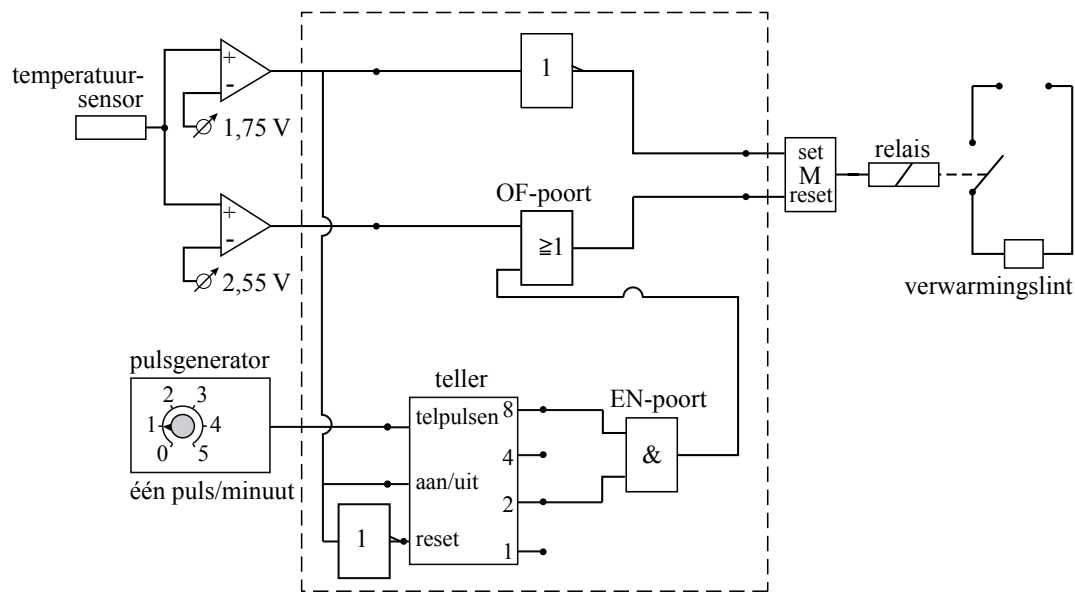 temperatuur-
sensor
+
-
1,75 V
1
set
M
reset
relais
OF-poort
≧1
+
-
2,55 V
verwarmingslint
pulsgenerator
0
1
2
3
4
5
één puls/minuut
teller
telpulsen
aan/uit
reset
8
4
2
1
EN-poort
&
1